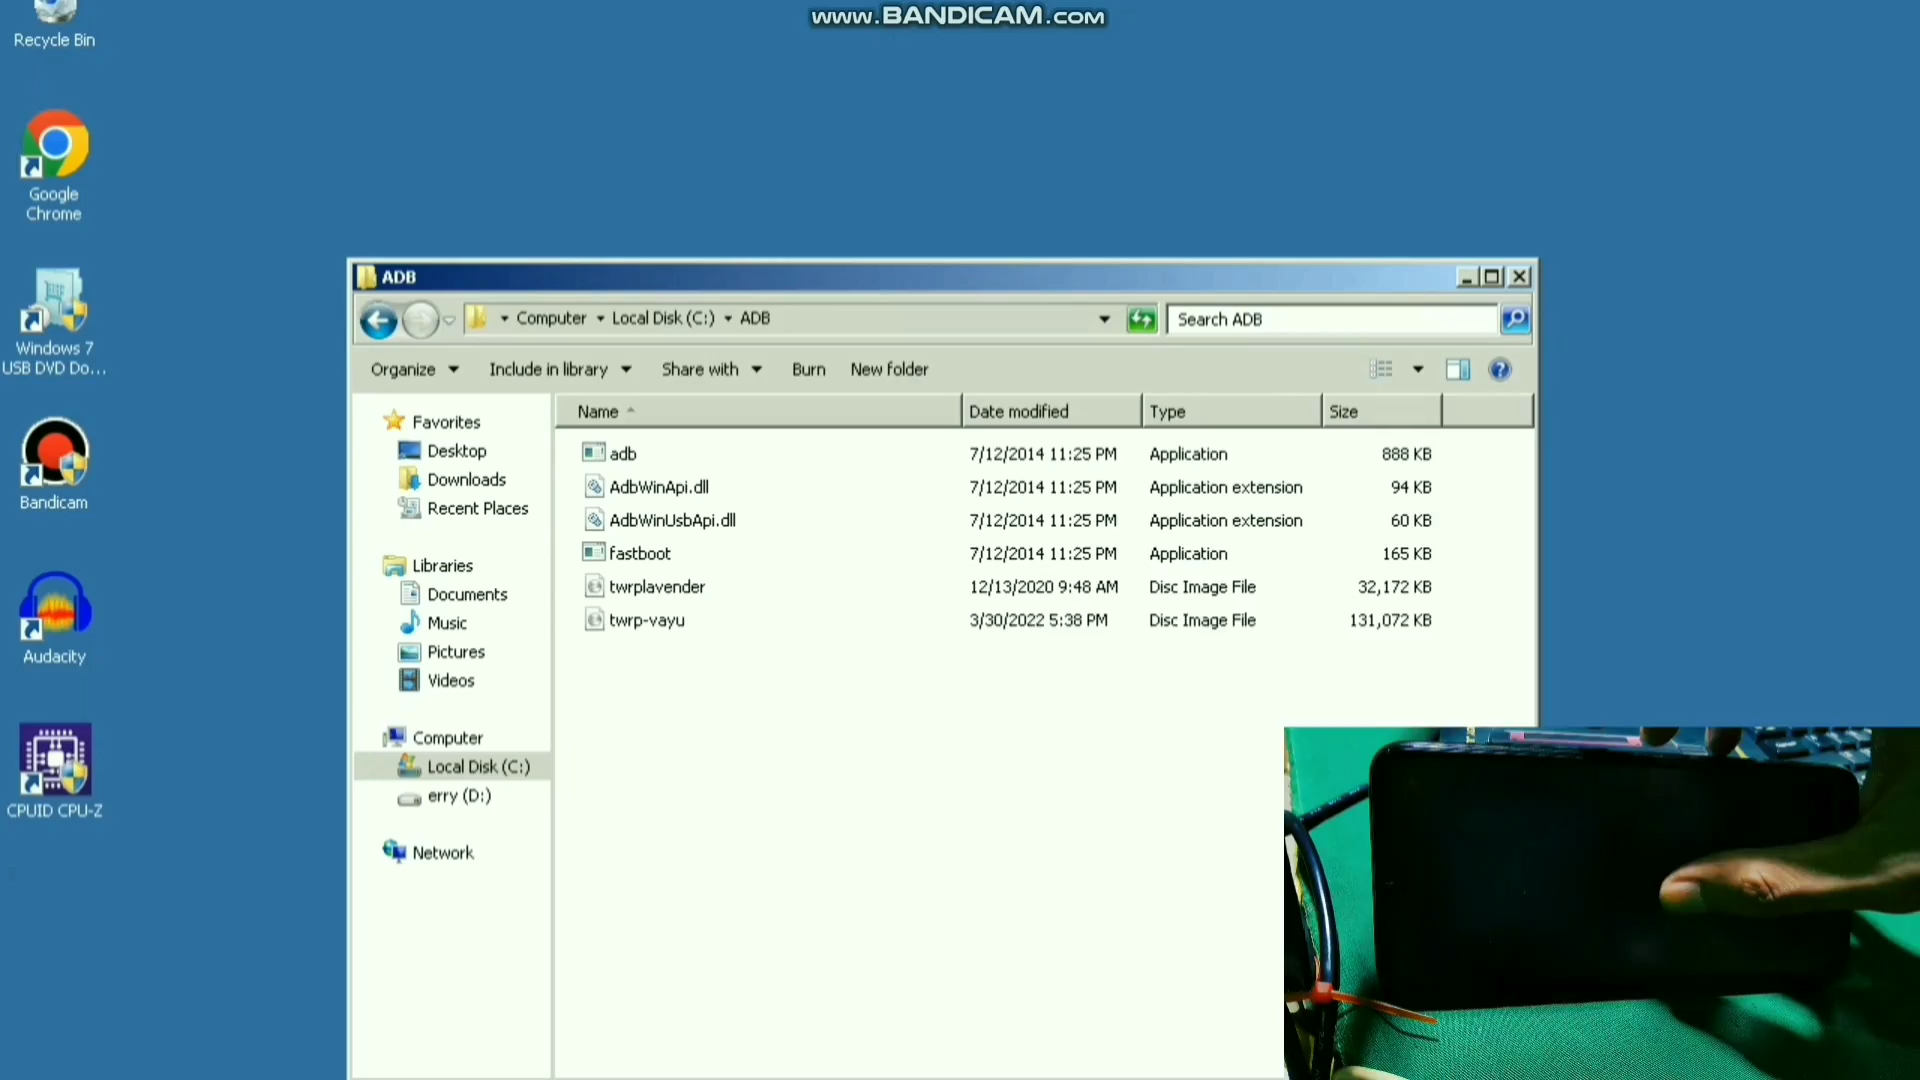 www.BANDICAM.com
Recycle Bin
Google
Chrome
Windows 7
USB DVD Do...
Bandicam
Audacity
CPUID CPU-Z
ADB
Computer Local Disk (C:) ADB
Search ADB
Organize Include in library Share with Burn New folder
Favorites
Desktop
Downloads
Recent Places
Libraries
Documents
Music
Pictures
Videos
Computer
Local Disk (C:)
erry (D:)
Network
Name Date modified Type Size
adb 7/12/2014 11:25 PM Application 888 KB
AdbWinApi.dll 7/12/2014 11:25 PM Application extension 94 KB
AdbWinUsbApi.dll 7/12/2014 11:25 PM Application extension 60 KB
fastboot 7/12/2014 11:25 PM Application 165 KB
twrplavender 12/13/2020 9:48 AM Disc Image File 32,172 KB
twrp-vayu 3/30/2022 5:38 PM Disc Image File 131,072 KB